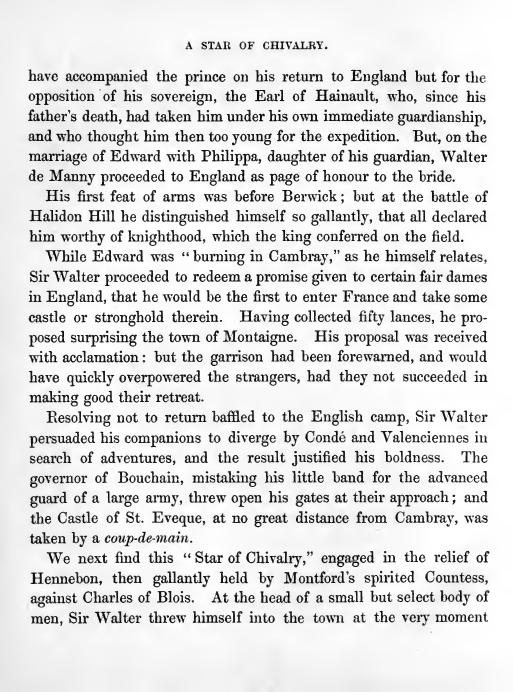 A STAR OF CHIVALRY.
have accompanied the prince on his return to England but for the
opposition of his sovereign, the Earl of Hainault, who, since his
father's death, had taken him under his own immediate guardianship,
and who thought him then too young for the expedition. But, on the
marriage of Edward with Philippa, daughter of his guardian, Walter
de Manny proceeded to England as page of honour to the bride.
His first feat of arms was before Berwick; but at the battle of
Halidon Hill he distinguished himself so gallantly, that all declared
him worthy of knighthood, which the king conferred on the field.
While Edward was "burning in Cambray," as he himself relates,
Sir Walter proceeded to redeem a promise given to certain fair dames
in England, that he would be the first to enter France and take some
castle or stronghold therein. Having collected fifty lances, he pro-
posed surprising the town of Montaigne. His proposal was received
with acclamation: but the garrison had been forewarned, and would
have quickly overpowered the strangers, had they not succeeded in
making good their retreat.
Resolving not to return baffled to the English camp, Sir Walter
persuaded his companions to diverge by Condé and Valenciennes in
search of adventures, and the result justified his boldness. The
governor of Bouchain, mistaking his little band for the advanced
guard of a large army, threw open his gates at their approach; and
the Castle of St. Eveque, at no great distance from Cambray, was
taken by a coup-de-main.
We next find this "Star of Chivalry," engaged in the relief of
Hennebon, then gallantly held by Montford's spirited Countess,
against Charles of Blois. At the head of a small but select body of
men, Sir Walter threw himself into the town at the very moment